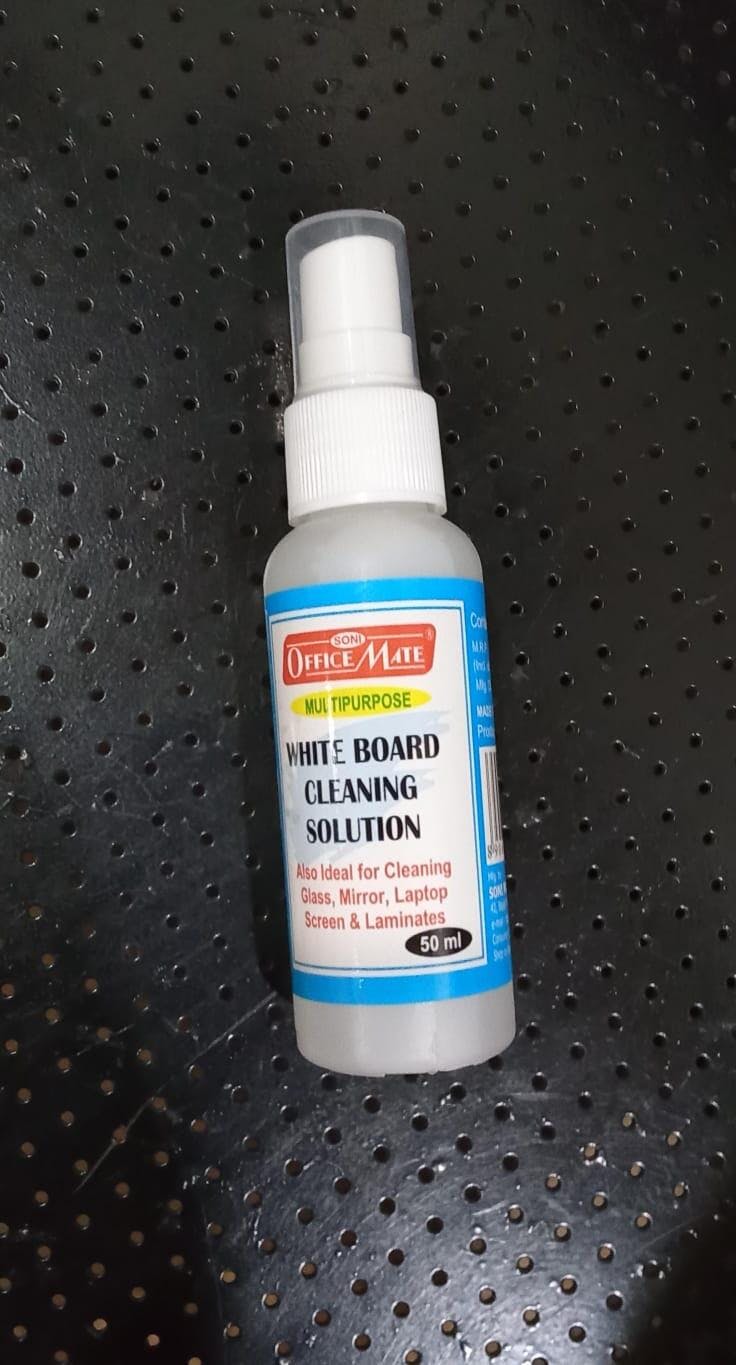 SONI
OFFICE MATE ®
MULTIPURPOSE
WHITE BOARD
CLEANING
SOLUTION
Also Ideal for Cleaning
Glass, Mirror, Laptop
Screen & Laminates
50 ml